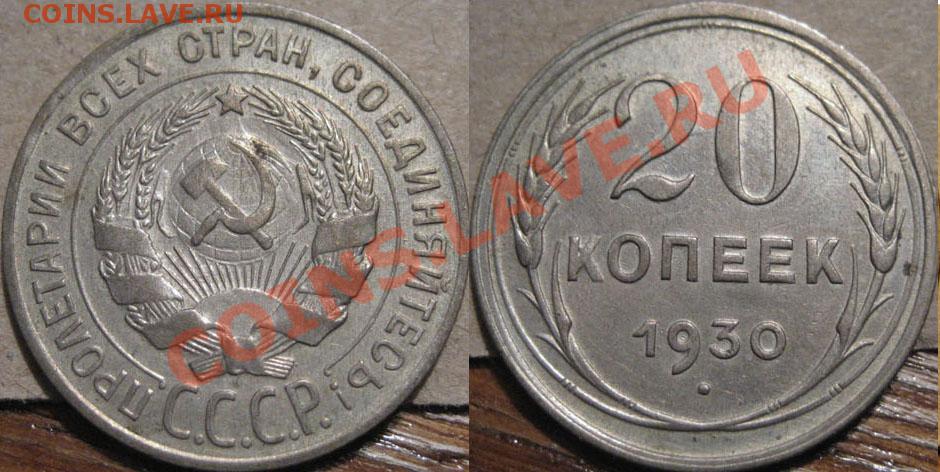 COINS.LAVE.RU
ПРОЛЕТАРИИ ВСЕХ СТРАН, СОЕДИНЯЙТЕСЬ!
С.С.С.Р.
20
КОПЕЕК
1930
COINS.LAVE.RU